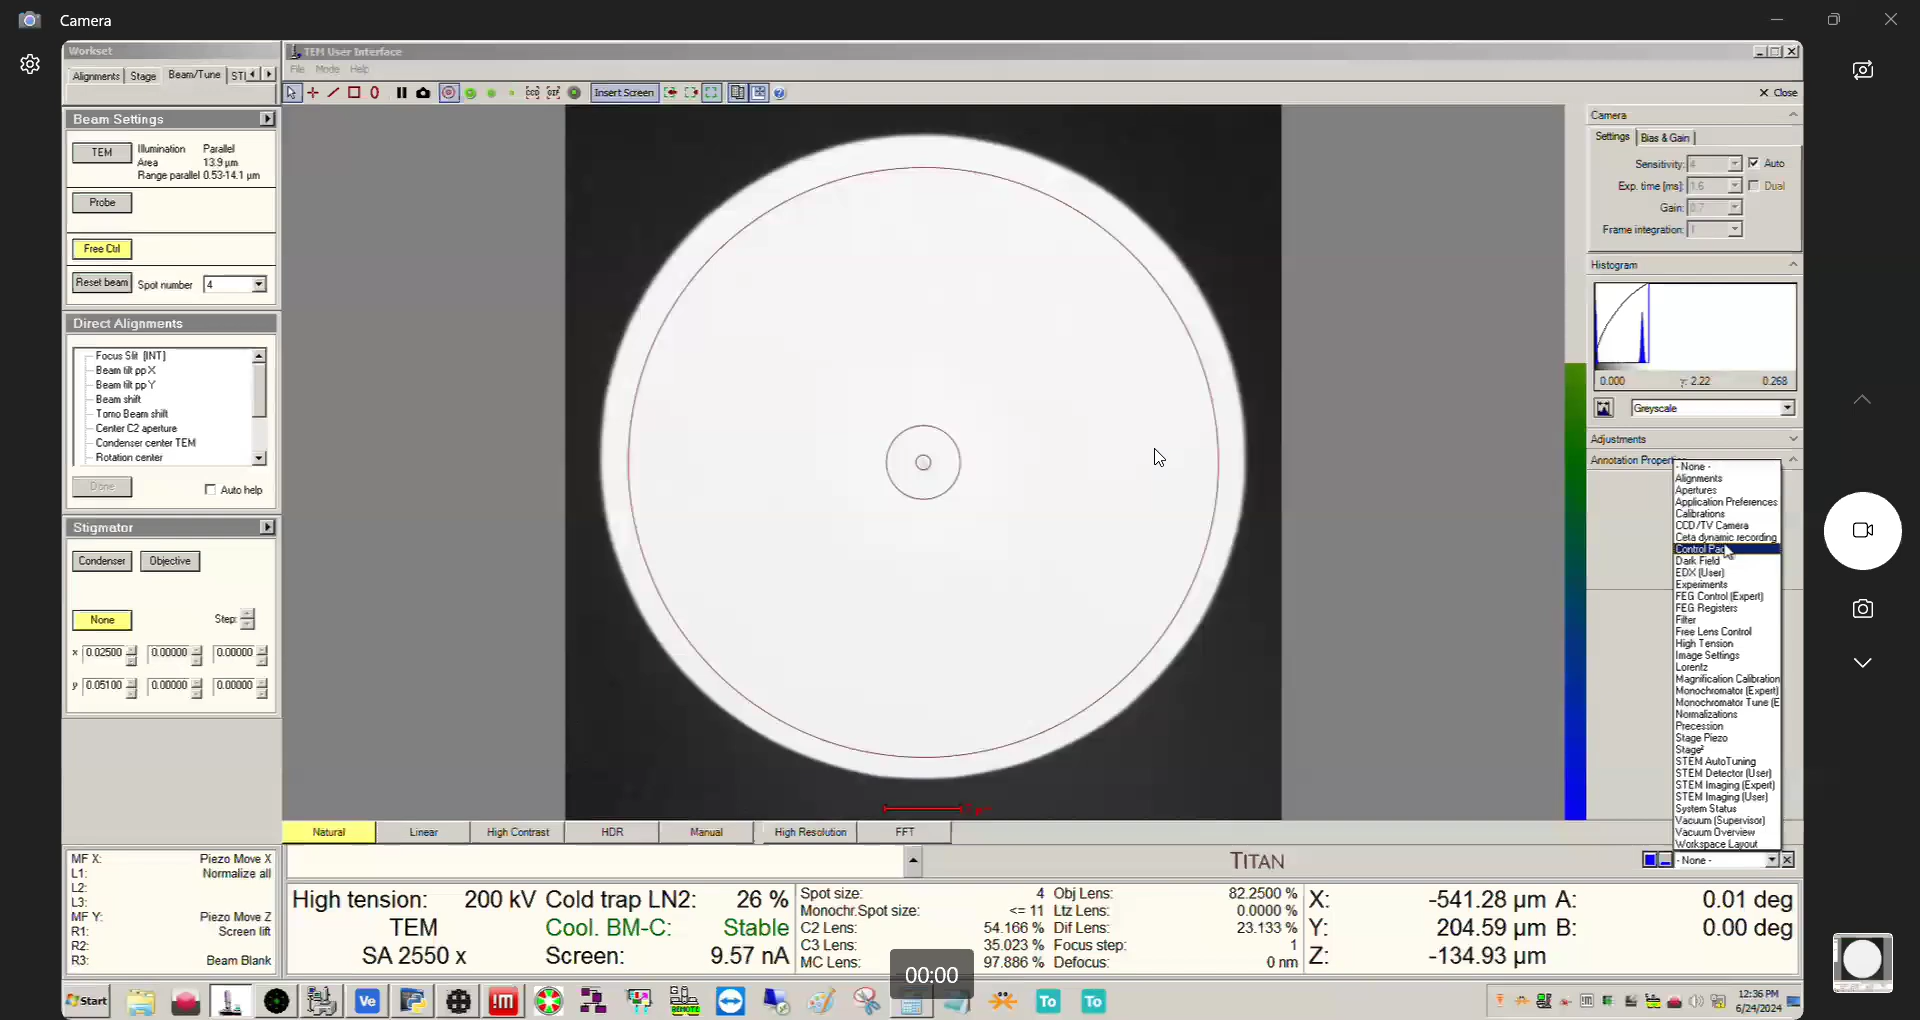 Camera
Workset
TEM User Interface
File Mode Help
Alignments Stage Beam/Tune
Insert Screen
Close
Beam Settings
TEM
Illumination Parallel
Area 13.9 µm
Range parallel 0.53-14.1 µm
Probe
Free Ctrl
Reset beam Spot number 4
Direct Alignments
Focus Slit (INT)
Beam tilt pp X
Beam tilt pp Y
Beam shift
Tomo Beam shift
Center C2 aperture
Condenser center TEM
Rotation center
Done Auto help
Stigmator
Condenser Objective
None Step:
x 0.02500 0.00000 0.00000
y 0.05100 0.00000 0.00000
Camera
Settings Bias & Gain
Sensitivity: 4 Auto
Exp. time [ms]: 1.6 Dual
Gain: 0.7
Frame integration:
Histogram
0.000 γ: 2.22 0.268
Greyscale
Adjustments
Annotation
- None -
Alignments
Apertures
Application Preferences
Calibrations
CCD/TV Camera
Ceta dynamic recording
Control
Dark Field
EDX (User)
Experiments
FEG Control (Expert)
FEG Registers
Filter
Free Lens Control
High Tension
Image Settings
Lorentz
Magnification Calibration
Monochromator (Expert)
Monochromator Tune (E
Normalizations
Precession
Stage Piezo
Stage²
STEM AutoTuning
STEM Detector (User)
STEM Imaging (Expert)
STEM Imaging (User)
System Status
Vacuum (Supervisor)
Vacuum Overview
Workspace Layout
- None -
Natural Linear High Contrast HDR Manual High Resolution FFT
TITAN
MF X: Piezo Move X
L1: Normalize all
L2:
L3:
MF Y: Piezo Move Z
R1: Screen lift
R2:
R3: Beam Blank
High tension: 200 kV Cold trap LN2: 26 %
TEM Cool. BM-C: Stable
SA 2550 x Screen: 9.57 nA
Spot size: 4 Obj Lens: 82.2500 %
Monochr.Spot size: <= 11 Ltz Lens: 0.0000 %
C2 Lens: 54.166 % Dif Lens: 23.133 %
C3 Lens: 35.023 % Focus step: 1
MC Lens: 97.886 % Defocus: 0 nm
X: -541.28 µm A: 0.01 deg
Y: 204.59 µm B: 0.00 deg
Z: -134.93 µm
00:00
Start
Ve
REMOTE
To
To
12:36 PM
6/24/2024